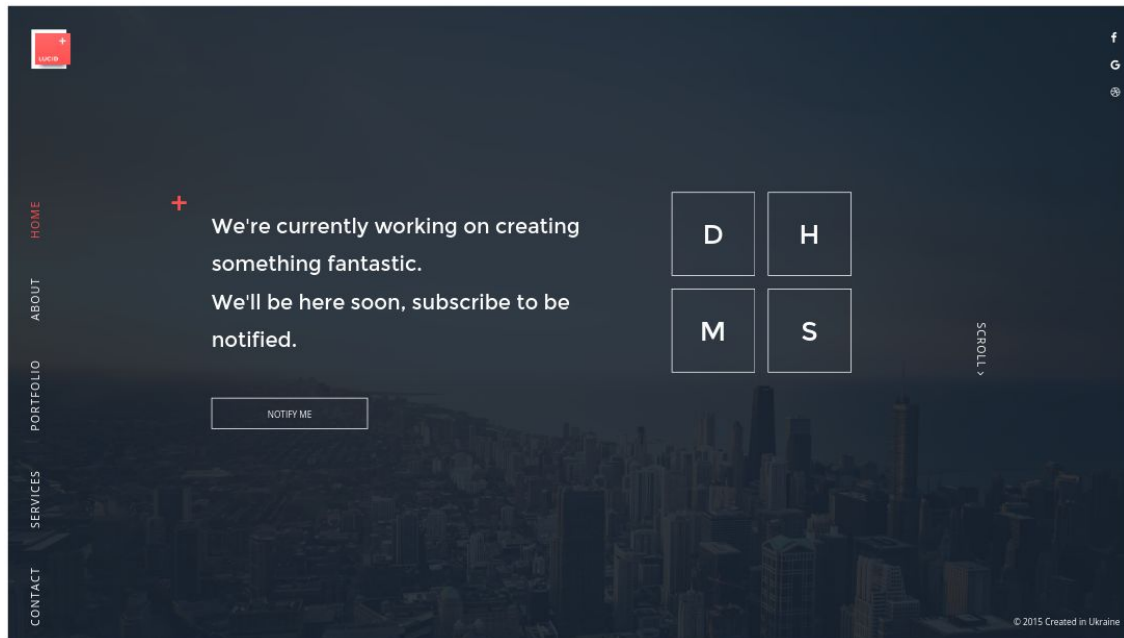 LUCID
HOME
ABOUT
PORTFOLIO
SERVICES
CONTACT
We're currently working on creating
something fantastic.
We'll be here soon, subscribe to be
notified.
NOTIFY ME
D
H
M
S
SCROLL >
© 2015 Created in Ukraine